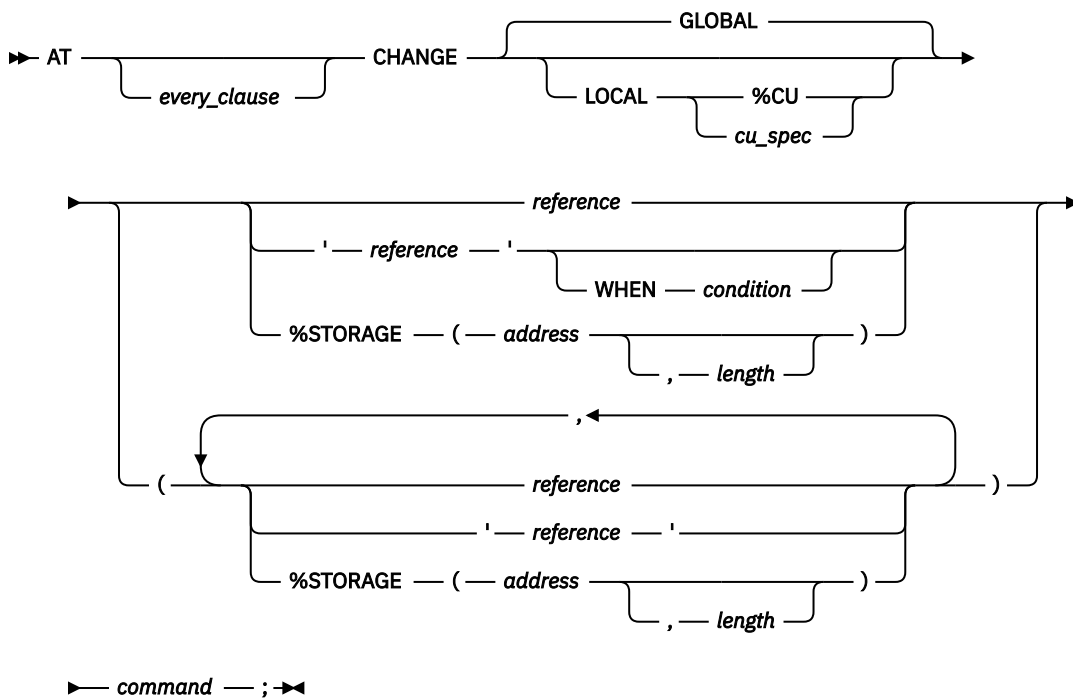 GLOBAL
AT CHANGE
every_clause
LOCAL %CU
cu_spec
reference
' reference '
WHEN condition
%STORAGE ( address )
, length
,
( reference )
' reference '
%STORAGE ( address )
, length
command ;